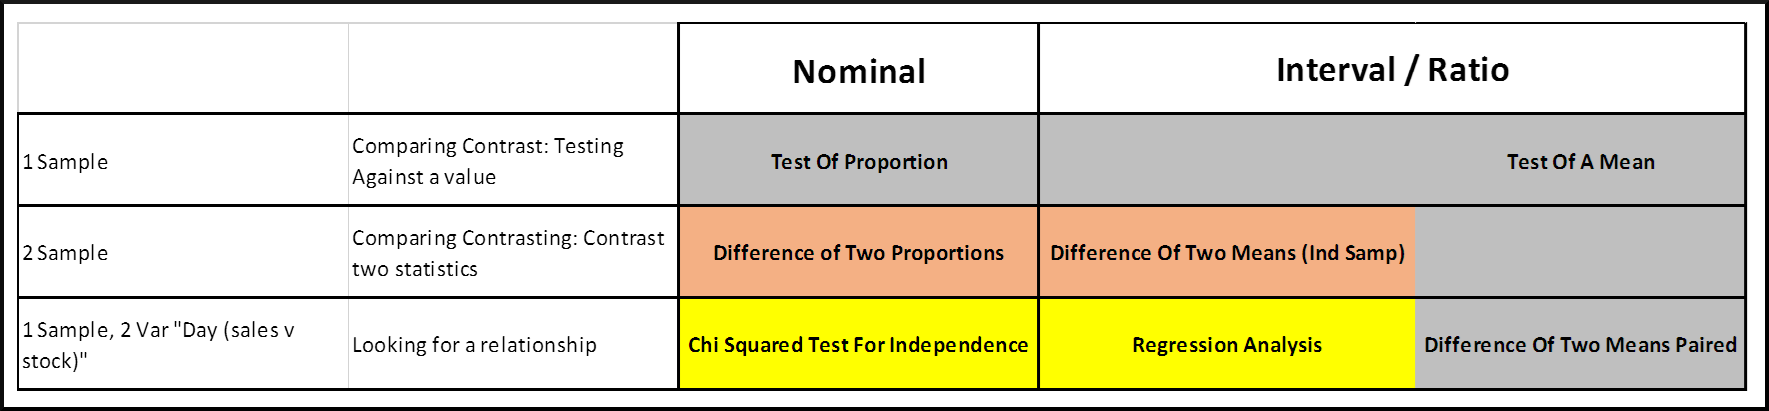 Nominal
Interval / Ratio
1 Sample
Comparing Contrast: Testing
Against a value
Test Of Proportion
Test Of A Mean
2 Sample
Comparing Contrasting: Contrast
two statistics
Difference of Two Proportions
Difference Of Two Means (Ind Samp)
1 Sample, 2 Var "Day (sales v
stock)"
Looking for a relationship
Chi Squared Test For Independence
Regression Analysis
Difference Of Two Means Paired